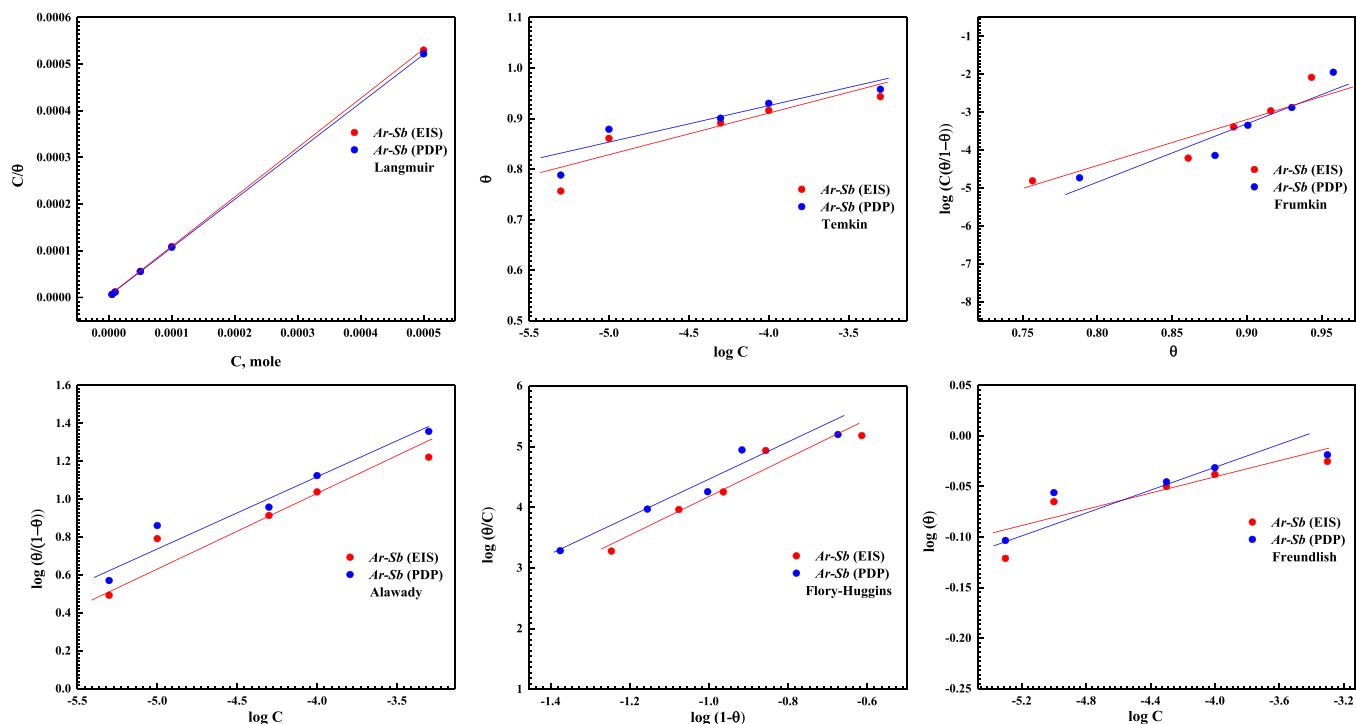 0.0006
0.0005
0.0004
0.0003
0.0002
0.0001
0.0000
C/θ
Ar-Sb (EIS)
Ar-Sb (PDP)
Langmuir
0.0000 0.0001 0.0002 0.0003 0.0004 0.0005
C, mole
1.1
1.0
0.9
0.8
0.7
0.6
0.5
θ
Ar-Sb (EIS)
Ar-Sb (PDP)
Temkin
-5.5 -5.0 -4.5 -4.0 -3.5
log C
-1
-2
-3
-4
-5
-6
-7
-8
log (C(θ/1−θ))
Ar-Sb (EIS)
Ar-Sb (PDP)
Frumkin
0.75 0.80 0.85 0.90 0.95
θ
1.6
1.4
1.2
1.0
0.8
0.6
0.4
0.2
0.0
log (θ/(1−θ))
Ar-Sb (EIS)
Ar-Sb (PDP)
Alawady
-5.5 -5.0 -4.5 -4.0 -3.5
log C
6
5
4
3
2
1
log (θ/C)
Ar-Sb (EIS)
Ar-Sb (PDP)
Flory-Huggins
-1.4 -1.2 -1.0 -0.8 -0.6
log (1-θ)
0.05
0.00
-0.05
-0.10
-0.15
-0.20
-0.25
log (θ)
Ar-Sb (EIS)
Ar-Sb (PDP)
Freundlish
-5.2 -4.8 -4.4 -4.0 -3.6 -3.2
log C